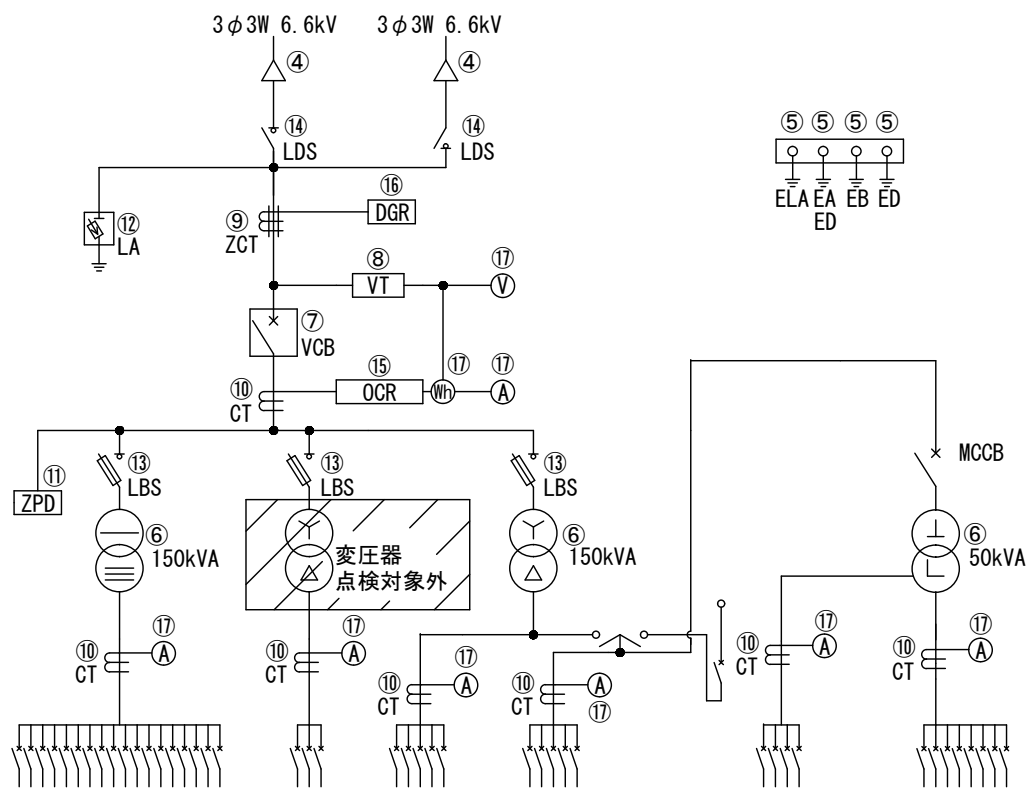 3φ3W 6.6kV 3φ3W 6.6kV
④ ④
⑤ ⑤ ⑤ ⑤
⑭ ⑭
LDS LDS
ELA EA EB ED
ED
⑯
DGR
⑫
LA
⑨
ZCT
⑧ ⑰
VT V
⑦
VCB
⑮ ⑰ ⑰
⑩ OCR Wh A
CT
MCCB
⑬ ⑬ ⑬
LBS LBS LBS
⑪
ZPD
⑥ ⑥ ⑥
150kVA 150kVA 50kVA
変圧器
点検対象外
⑰ ⑰ ⑰ ⑰
⑩ A ⑩ A ⑩ A ⑩ A
CT CT CT CT
⑰
⑩ A ⑩ A
CT CT ⑰